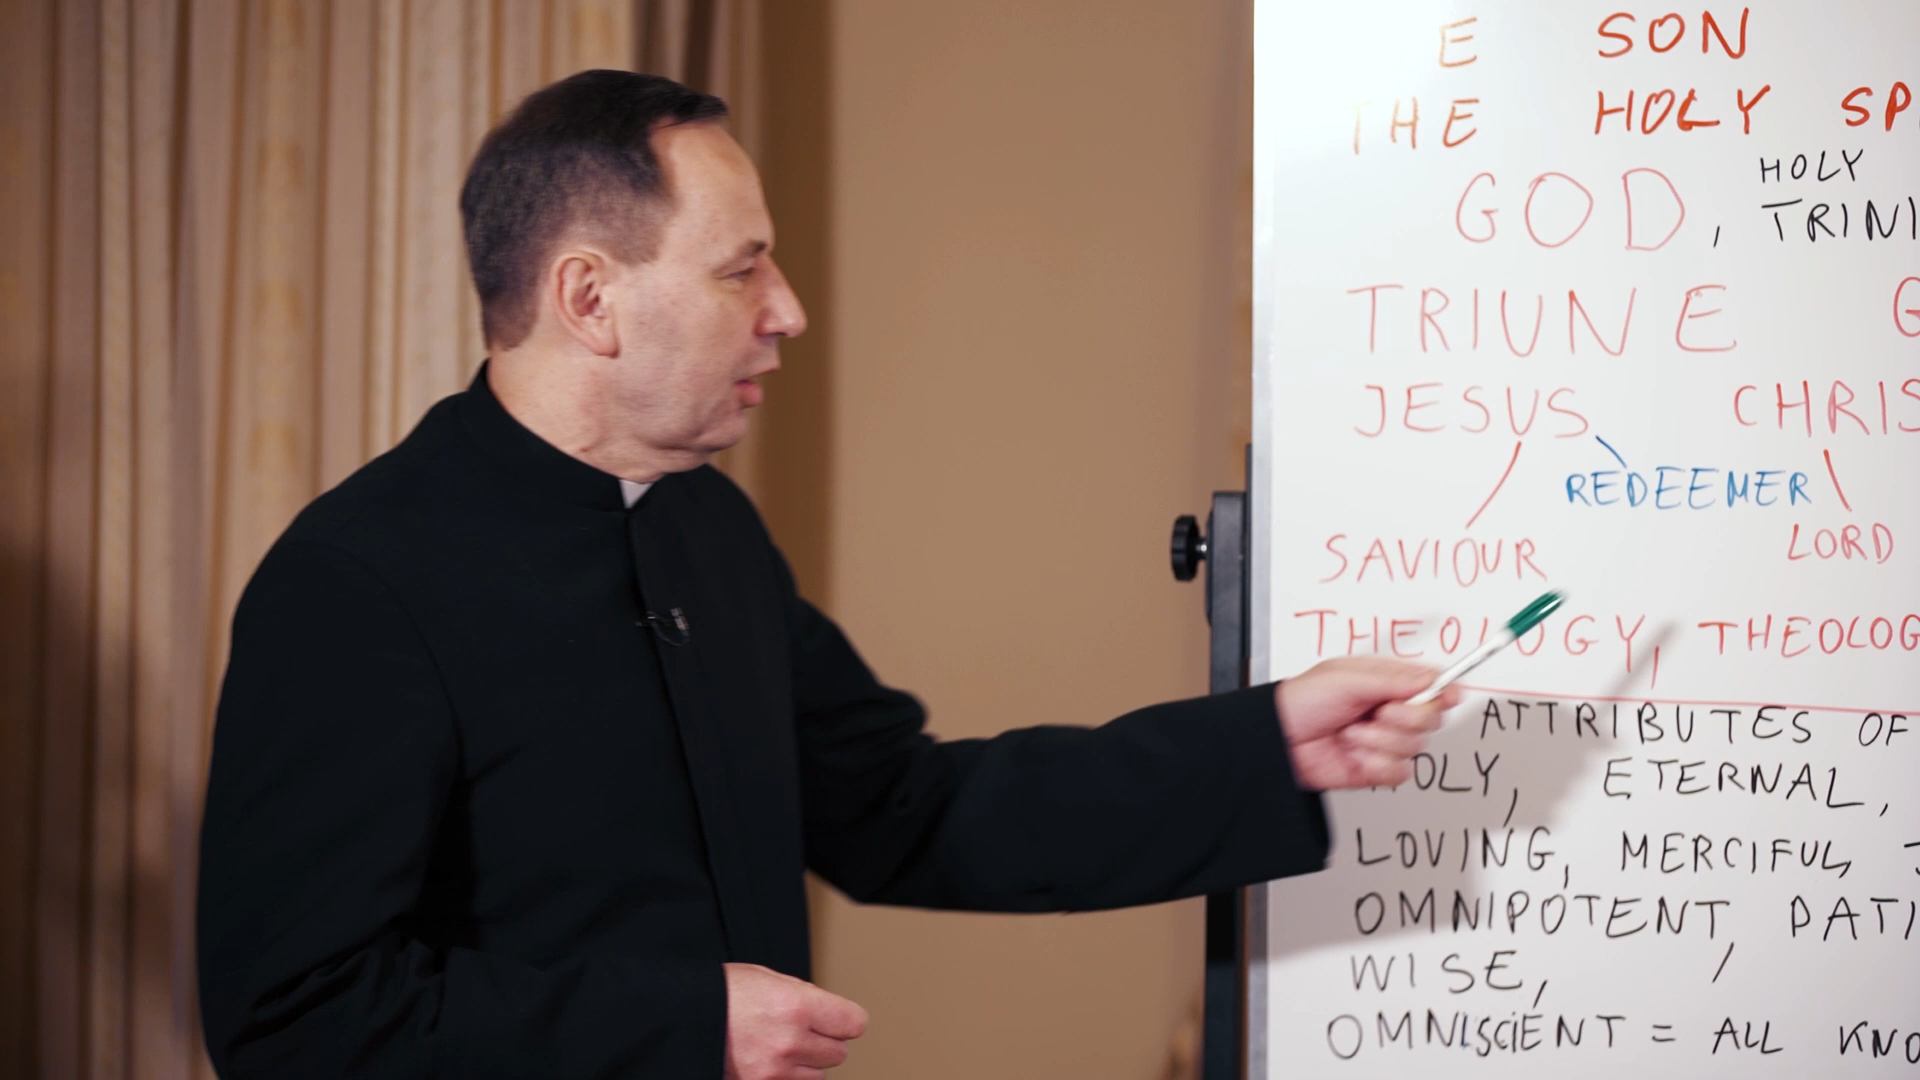 E SON
THE HOLY SP
HOLY
GOD, TRINI
TRIUNE G
JESUS CHRIS
REDEEMER
SAVIOUR LORD
THEOLOGY, THEOLOG
ATTRIBUTES OF
HOLY, ETERNAL,
LOVING, MERCIFUL,
OMNIPOTENT, PATI
WISE,
OMNISCIENT = ALL KNO